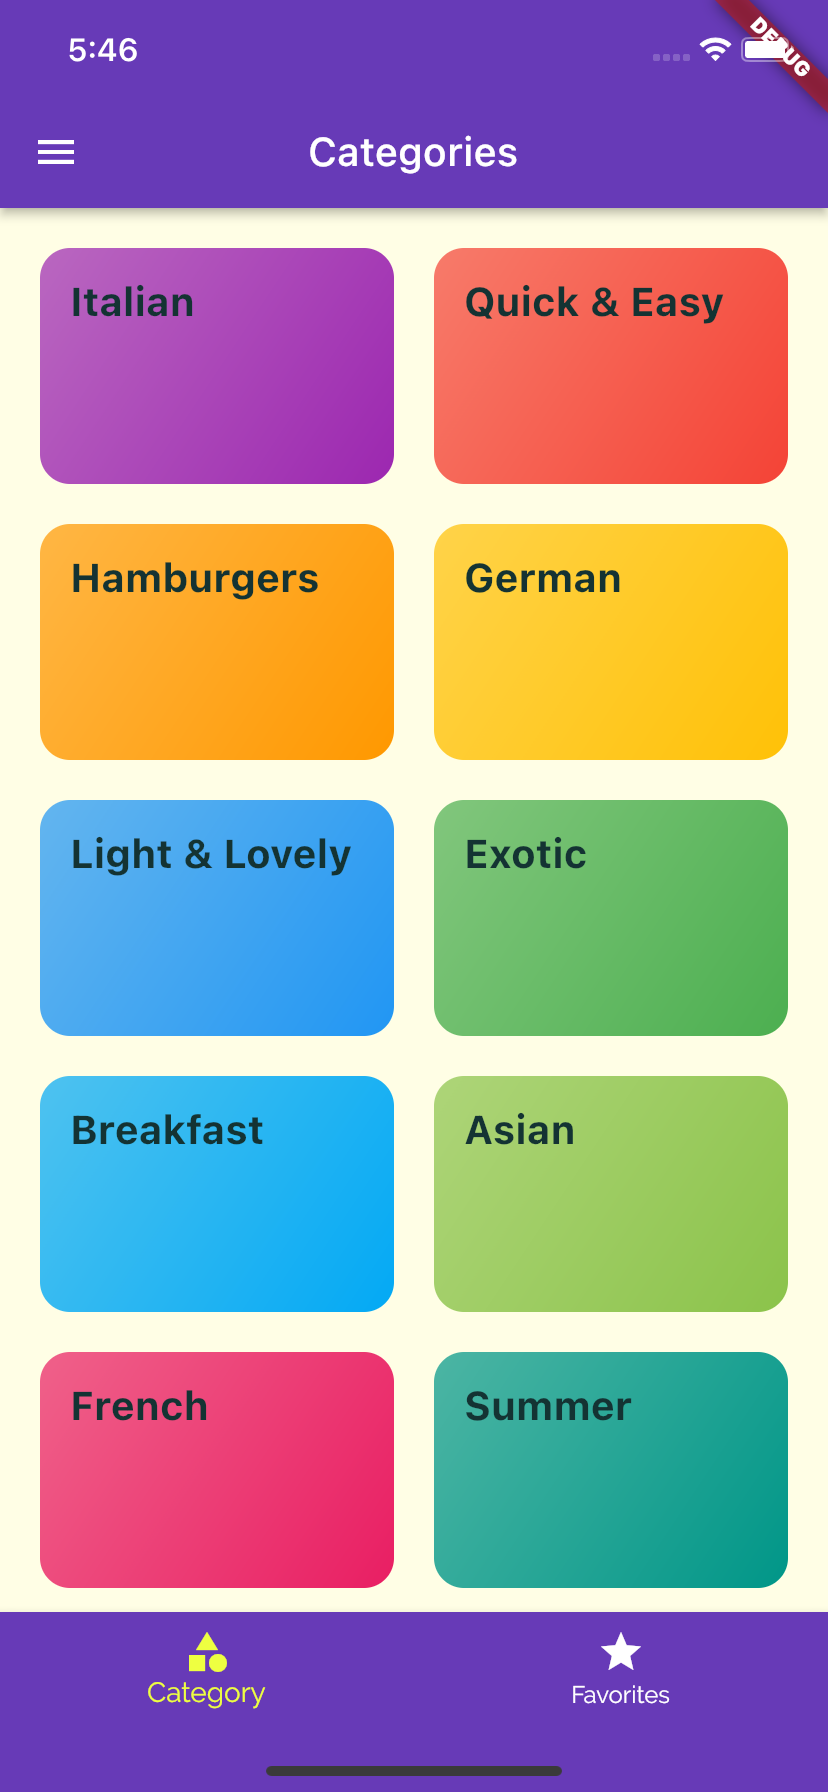 5:46
DEBUG
Categories
Italian
Quick & Easy
Hamburgers
German
Light & Lovely
Exotic
Breakfast
Asian
French
Summer
Category
Favorites